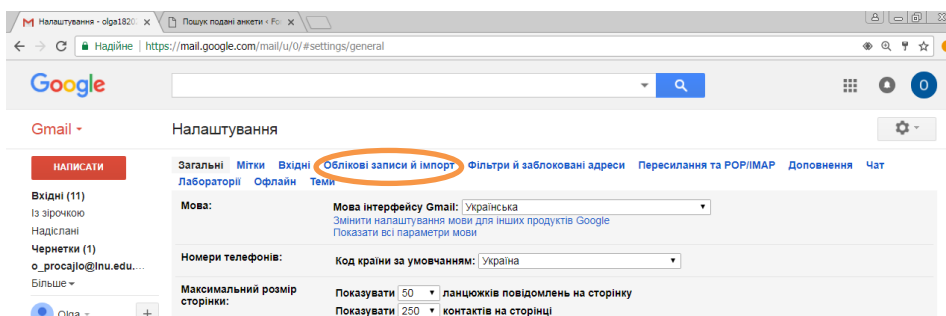 Налаштування - olga1820
Пошук подані анкети ‹ Fo
Надійне
https://mail.google.com/mail/u/0/#settings/general
Google
O
Gmail
Налаштування
НАПИСАТИ
Загальні Мітки Вхідні Облікові записи й імпорт Фільтри й заблоковані адреси Пересилання та POP/IMAP Доповнення Чат
Лабораторії Офлайн Теми
Вхідні (11)
Із зірочкою
Надіслані
Чернетки (1)
o_procajlo@lnu.edu....
Більше
Olga
Мова:
Мова інтерфейсу Gmail: Українська
Змінити налаштування мови для інших продуктів Google
Показати всі параметри мови
Номери телефонів:
Код країни за умовчанням: Україна
Максимальний розмір
сторінки:
Показувати 50 ланцюжків повідомлень на сторінку
Показувати 250 контактів на сторінці